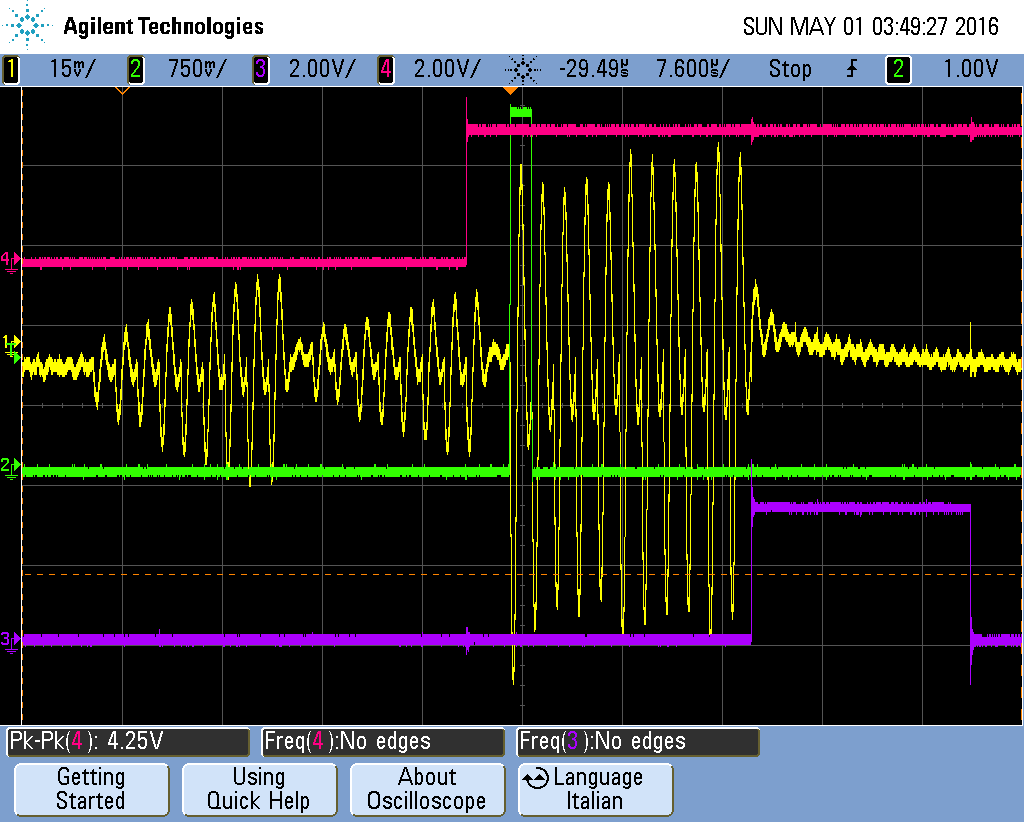 Agilent Technologies
SUN MAY 01 03:49:27 2016
1 15mV/ 2 750mV/ 3 2.00V/ 4 2.00V/ -29.49µs 7.600µs/ Stop 2 1.00V
4
1
2
3
Pk-Pk(4): 4.25V Freq(4):No edges Freq(3):No edges
Getting Started
Using Quick Help
About Oscilloscope
Language Italian